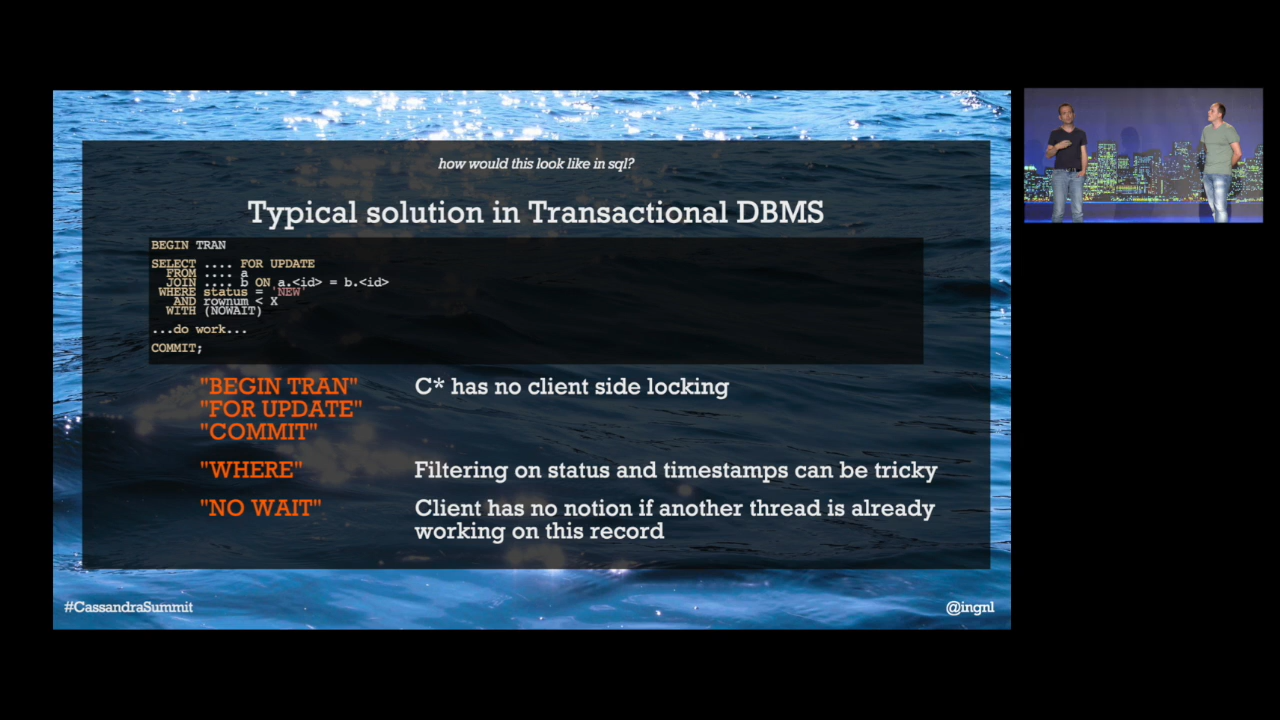 how would this look like in sql?
Typical solution in Transactional DBMS
BEGIN TRAN
SELECT .... FOR UPDATE
FROM .... a
JOIN .... b ON a.<id> = b.<id>
WHERE status = 'NEW'
AND rownum < X
WITH (NOWAIT)
...do work...
COMMIT;
"BEGIN TRAN" C* has no client side locking
"FOR UPDATE"
"COMMIT"
"WHERE" Filtering on status and timestamps can be tricky
"NO WAIT" Client has no notion if another thread is already
working on this record
#CassandraSummit @ingnl